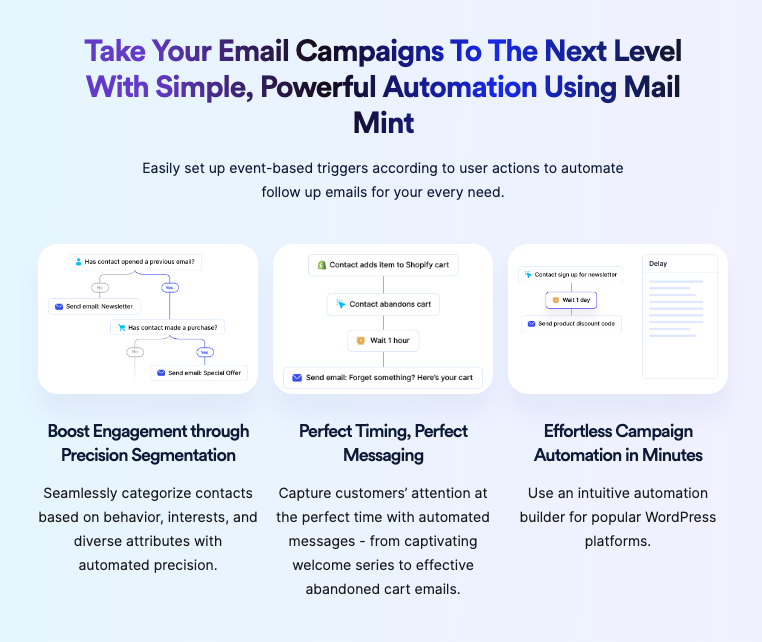 Take Your Email Campaigns To The Next Level
With Simple, Powerful Automation Using Mail
Mint
Easily set up event-based triggers according to user actions to automate
follow up emails for your every need.
Has contact opened a previous email?
No
Yes
Send email: Newsletter
Has contact made a purchase?
No
Yes
Send email: Special Offer
Contact adds item to Shopify cart
Contact abandons cart
Wait 1 hour
Send email: Forget something? Here's your cart
Contact sign up for newsletter
Wait 1 day
Send product discount code
Delay
Boost Engagement through
Precision Segmentation
Seamlessly categorize contacts
based on behavior, interests, and
diverse attributes with
automated precision.
Perfect Timing, Perfect
Messaging
Capture customers’ attention at
the perfect time with automated
messages - from captivating
welcome series to effective
abandoned cart emails.
Effortless Campaign
Automation in Minutes
Use an intuitive automation
builder for popular WordPress
platforms.